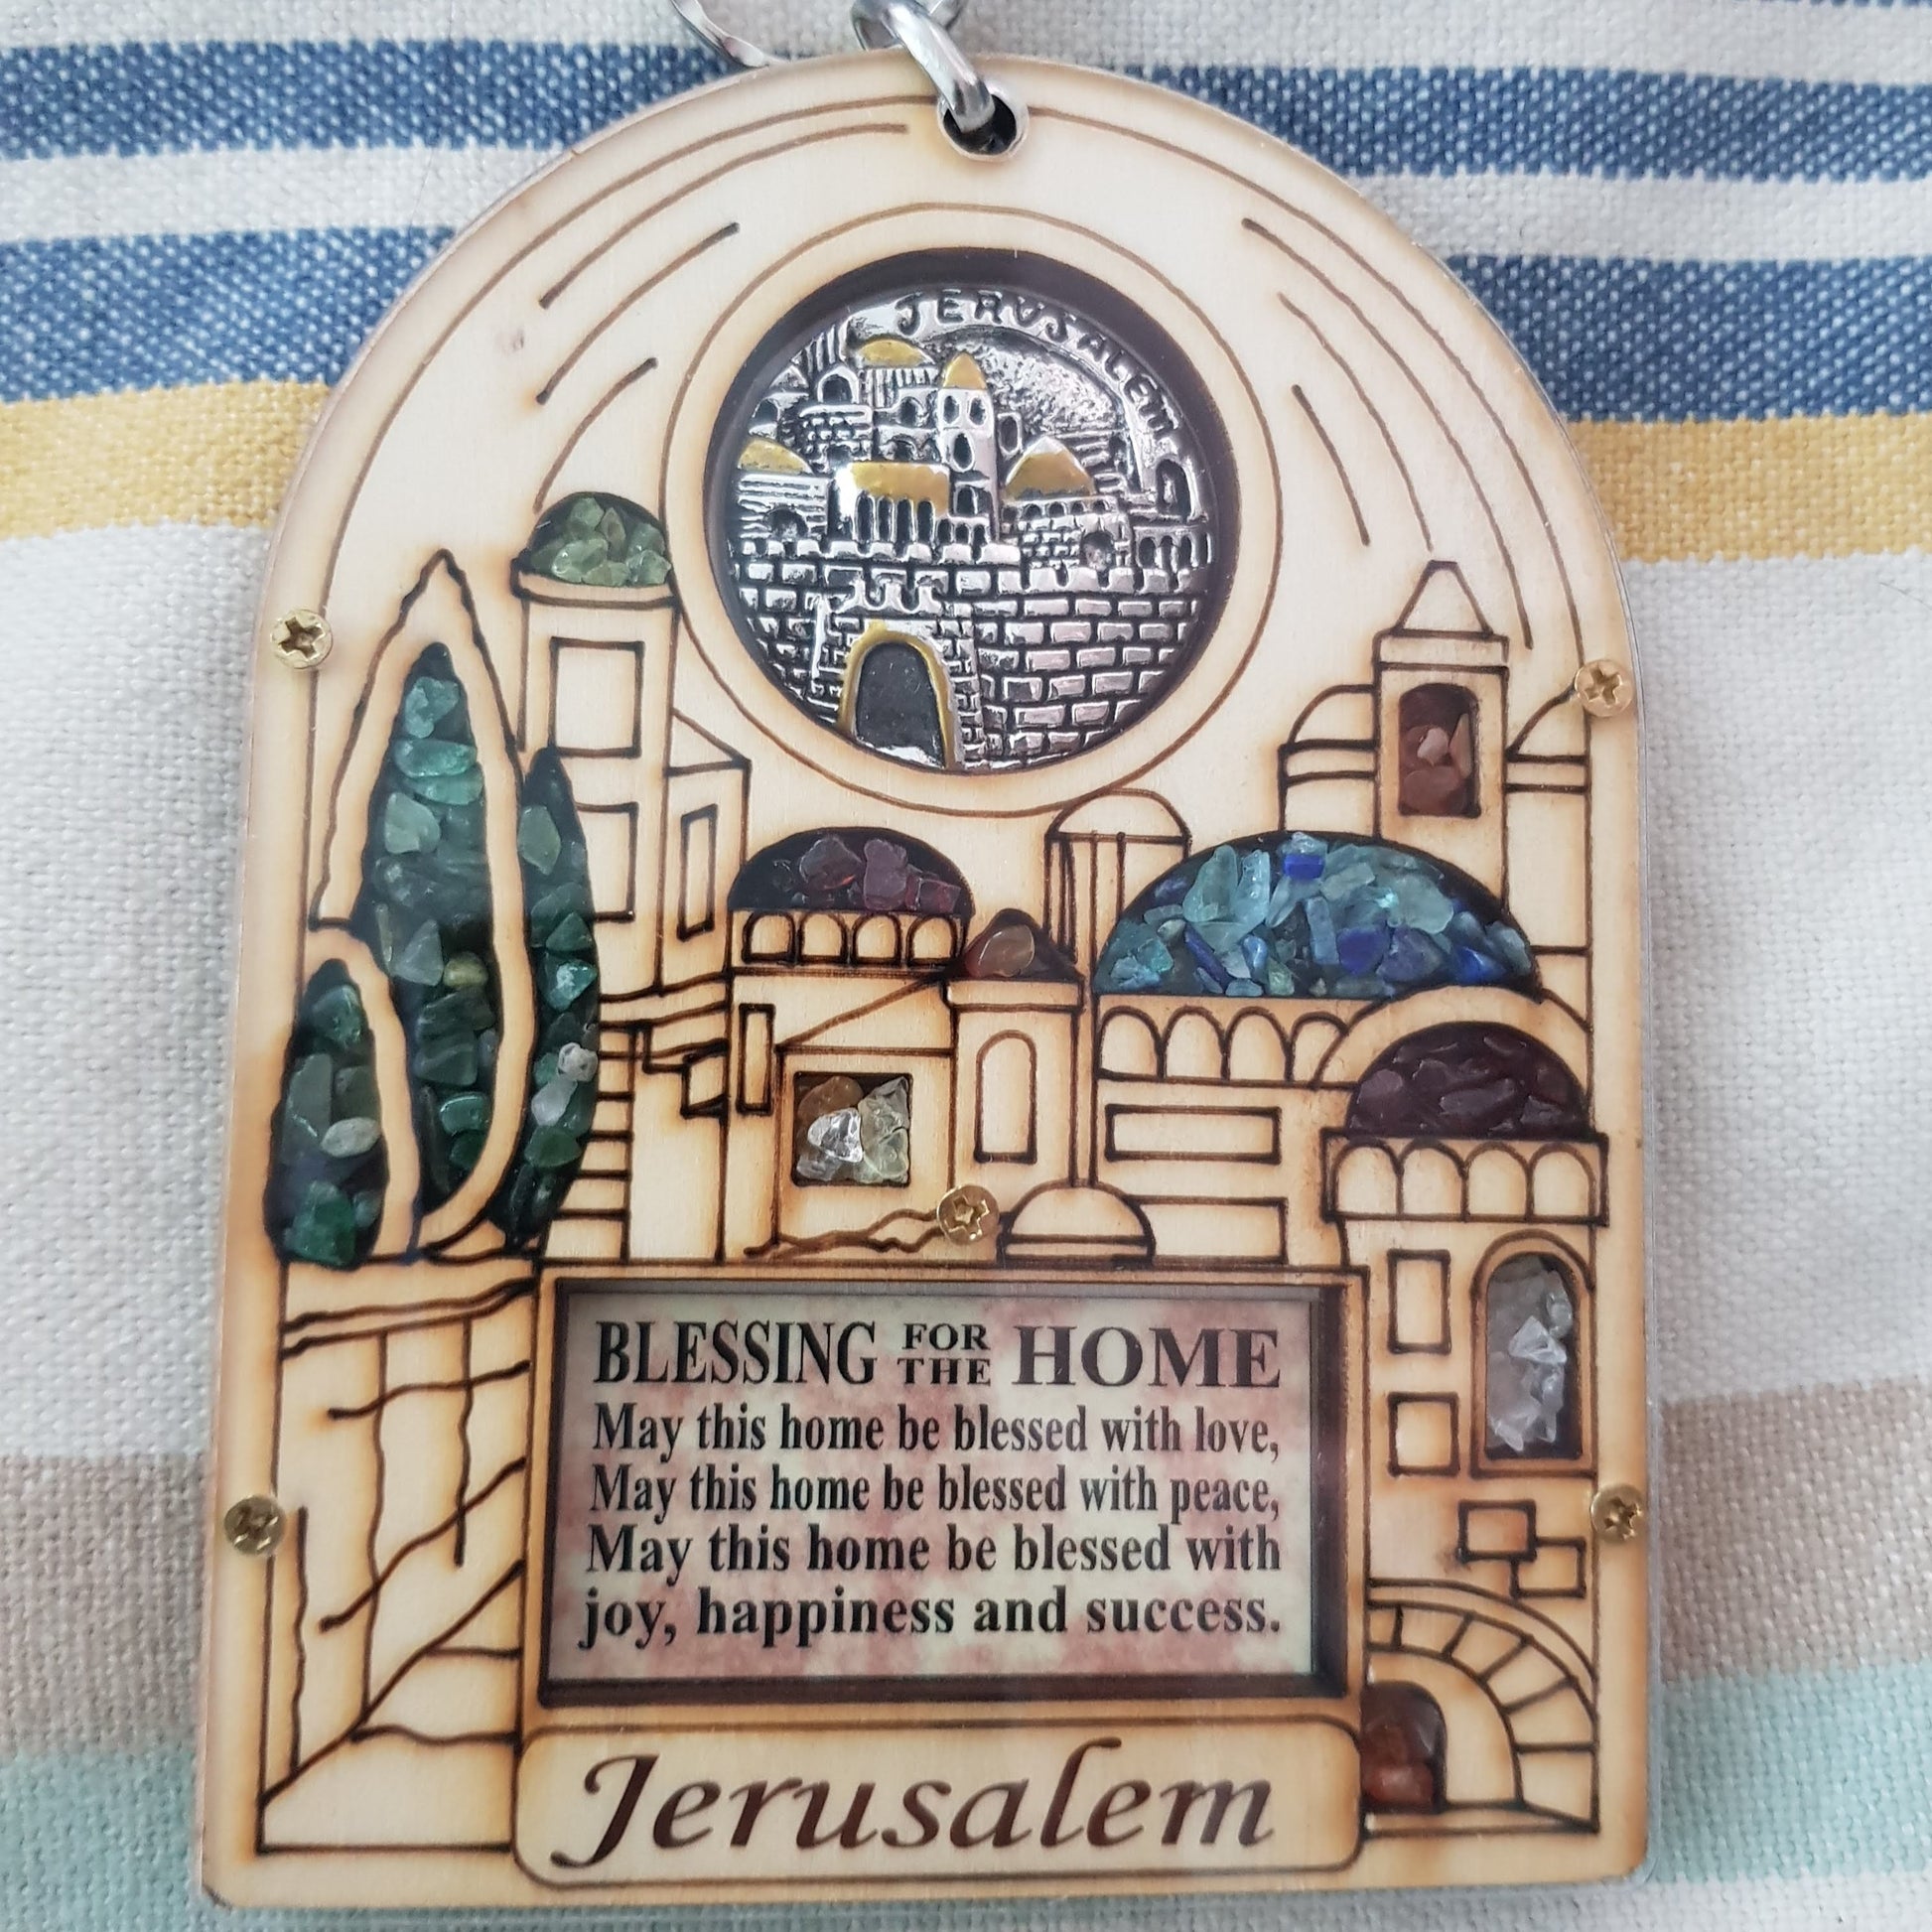 JERUSALEM
BLESSING FOR THE HOME
May this home be blessed with love,
May this home be blessed with peace,
May this home be blessed with
joy, happiness and success.
Jerusalem